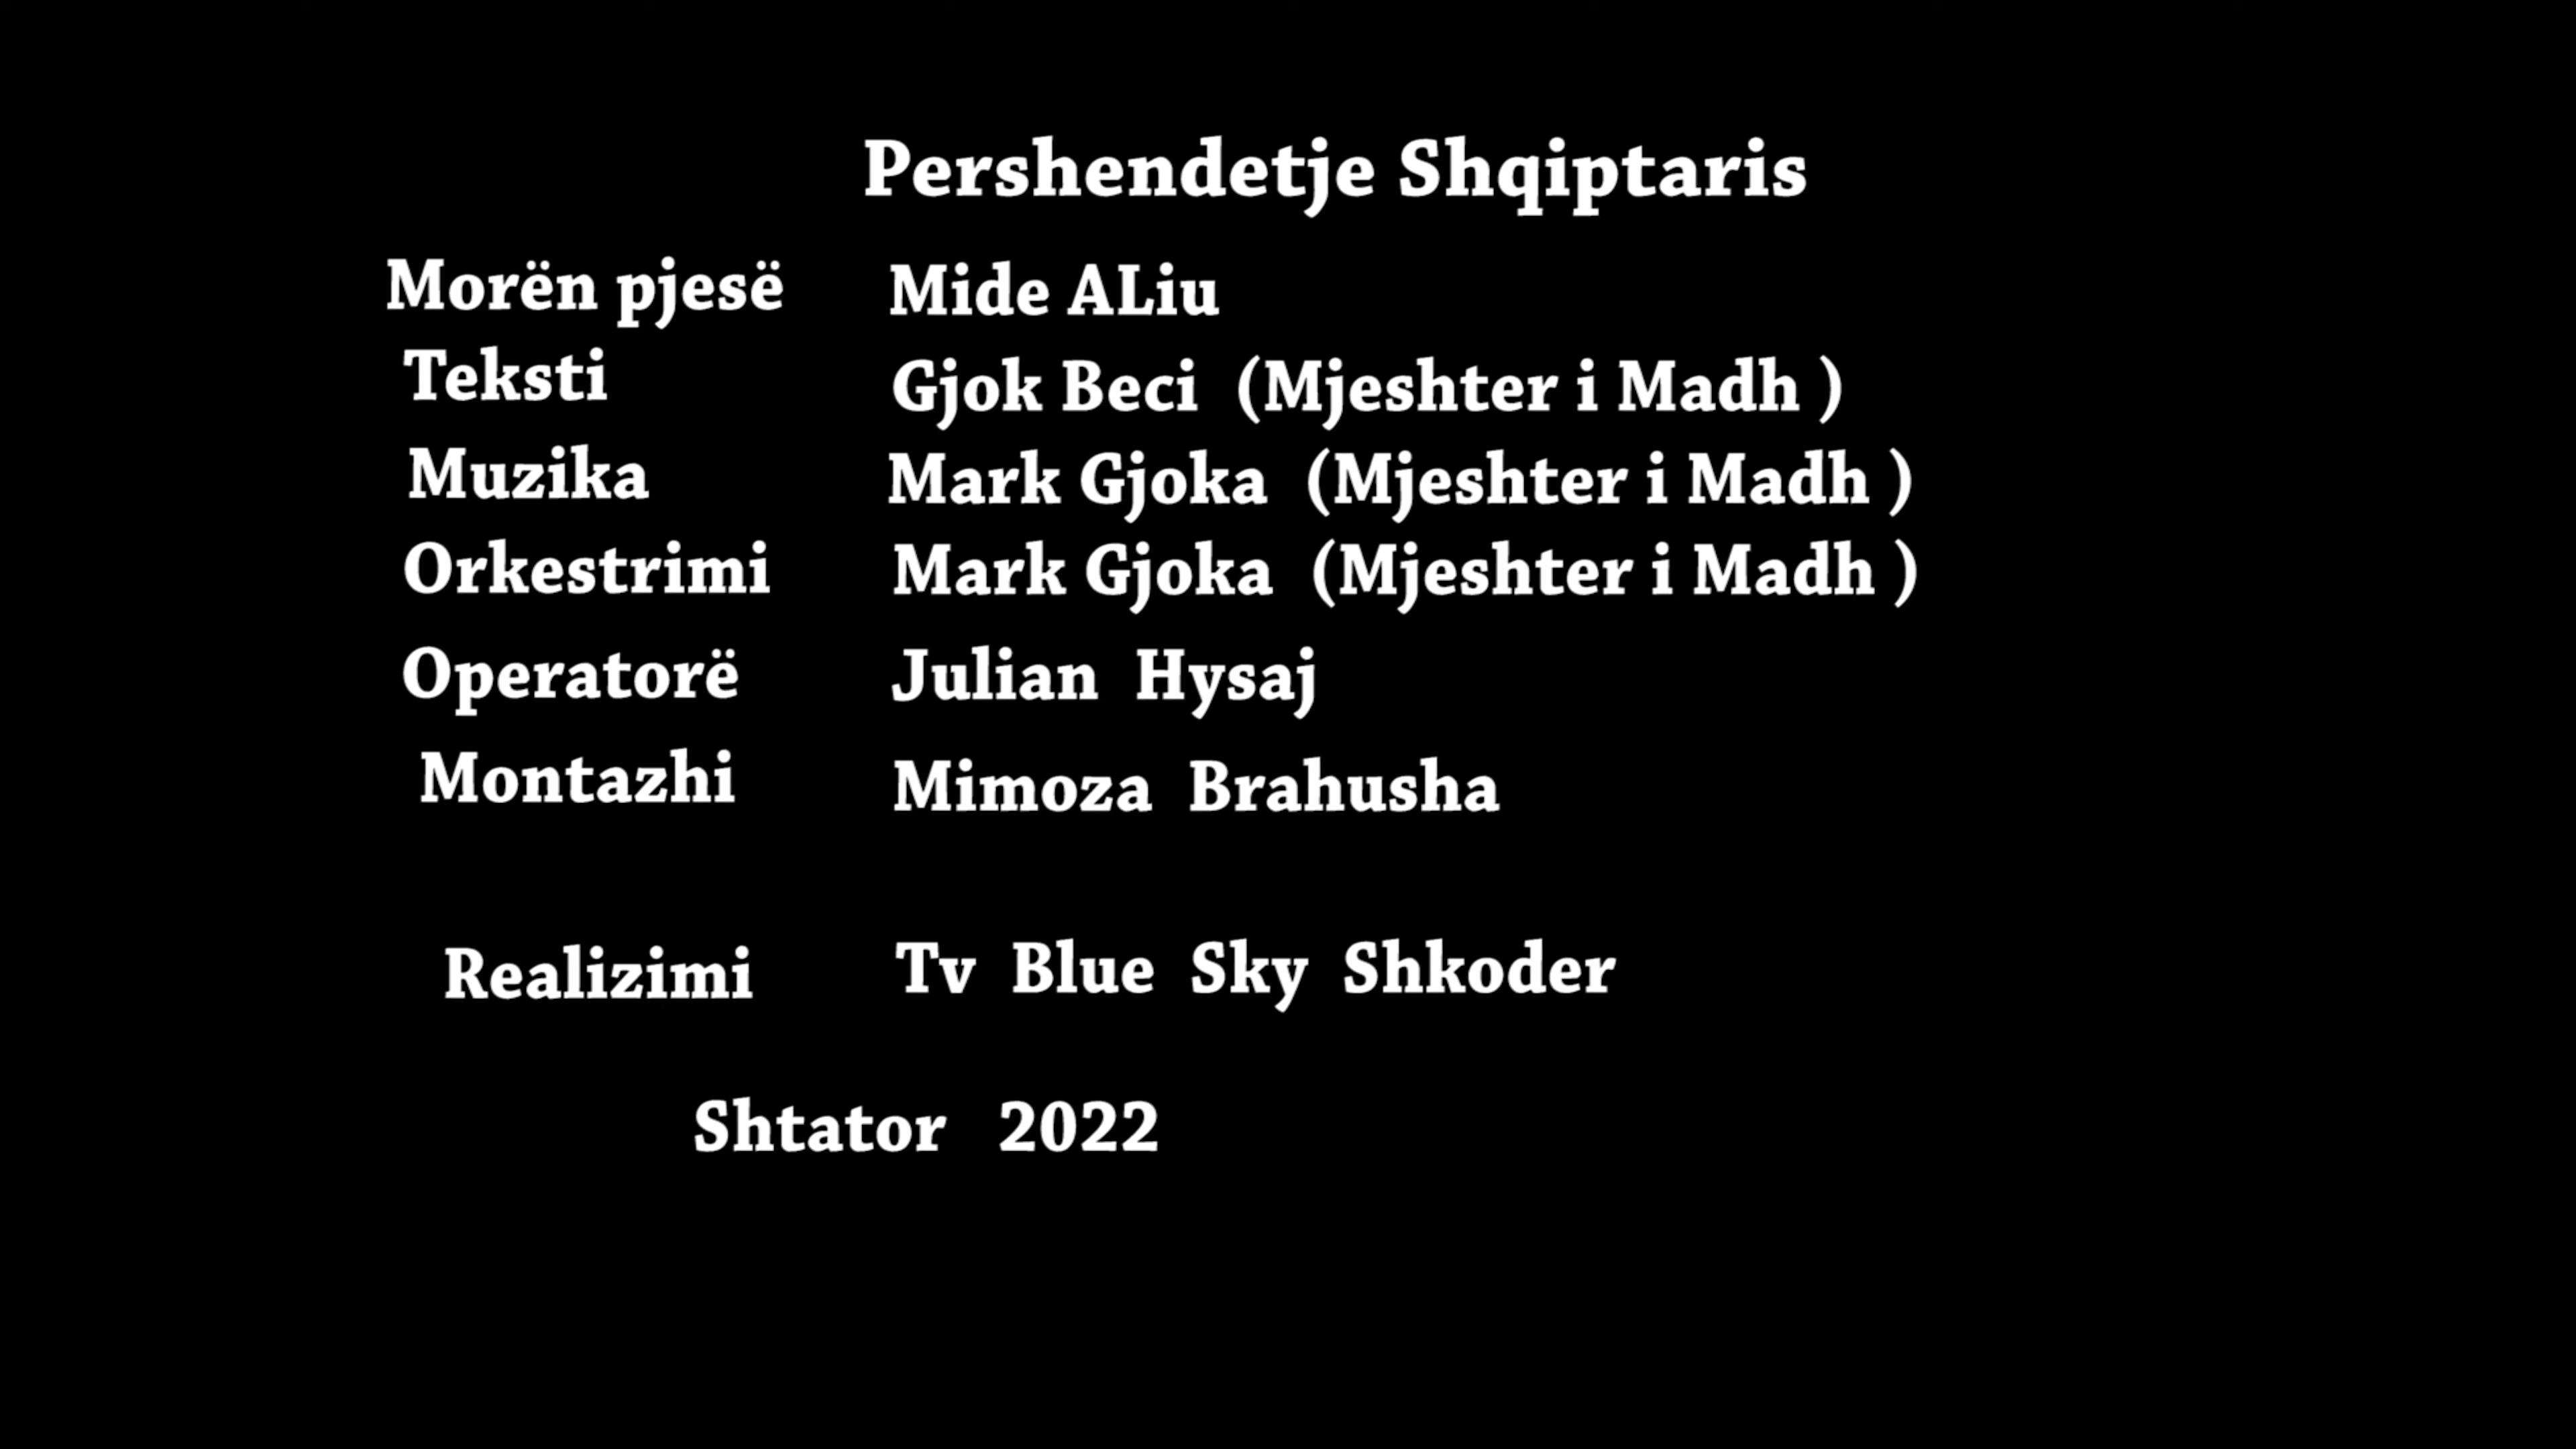 Pershendetje Shqiptaris
Morën pjesë Mide ALiu
Teksti Gjok Beci (Mjeshter i Madh )
Muzika Mark Gjoka (Mjeshter i Madh )
Orkestrimi Mark Gjoka (Mjeshter i Madh )
Operatorë Julian Hysaj
Montazhi Mimoza Brahusha
Realizimi Tv Blue Sky Shkoder
Shtator 2022